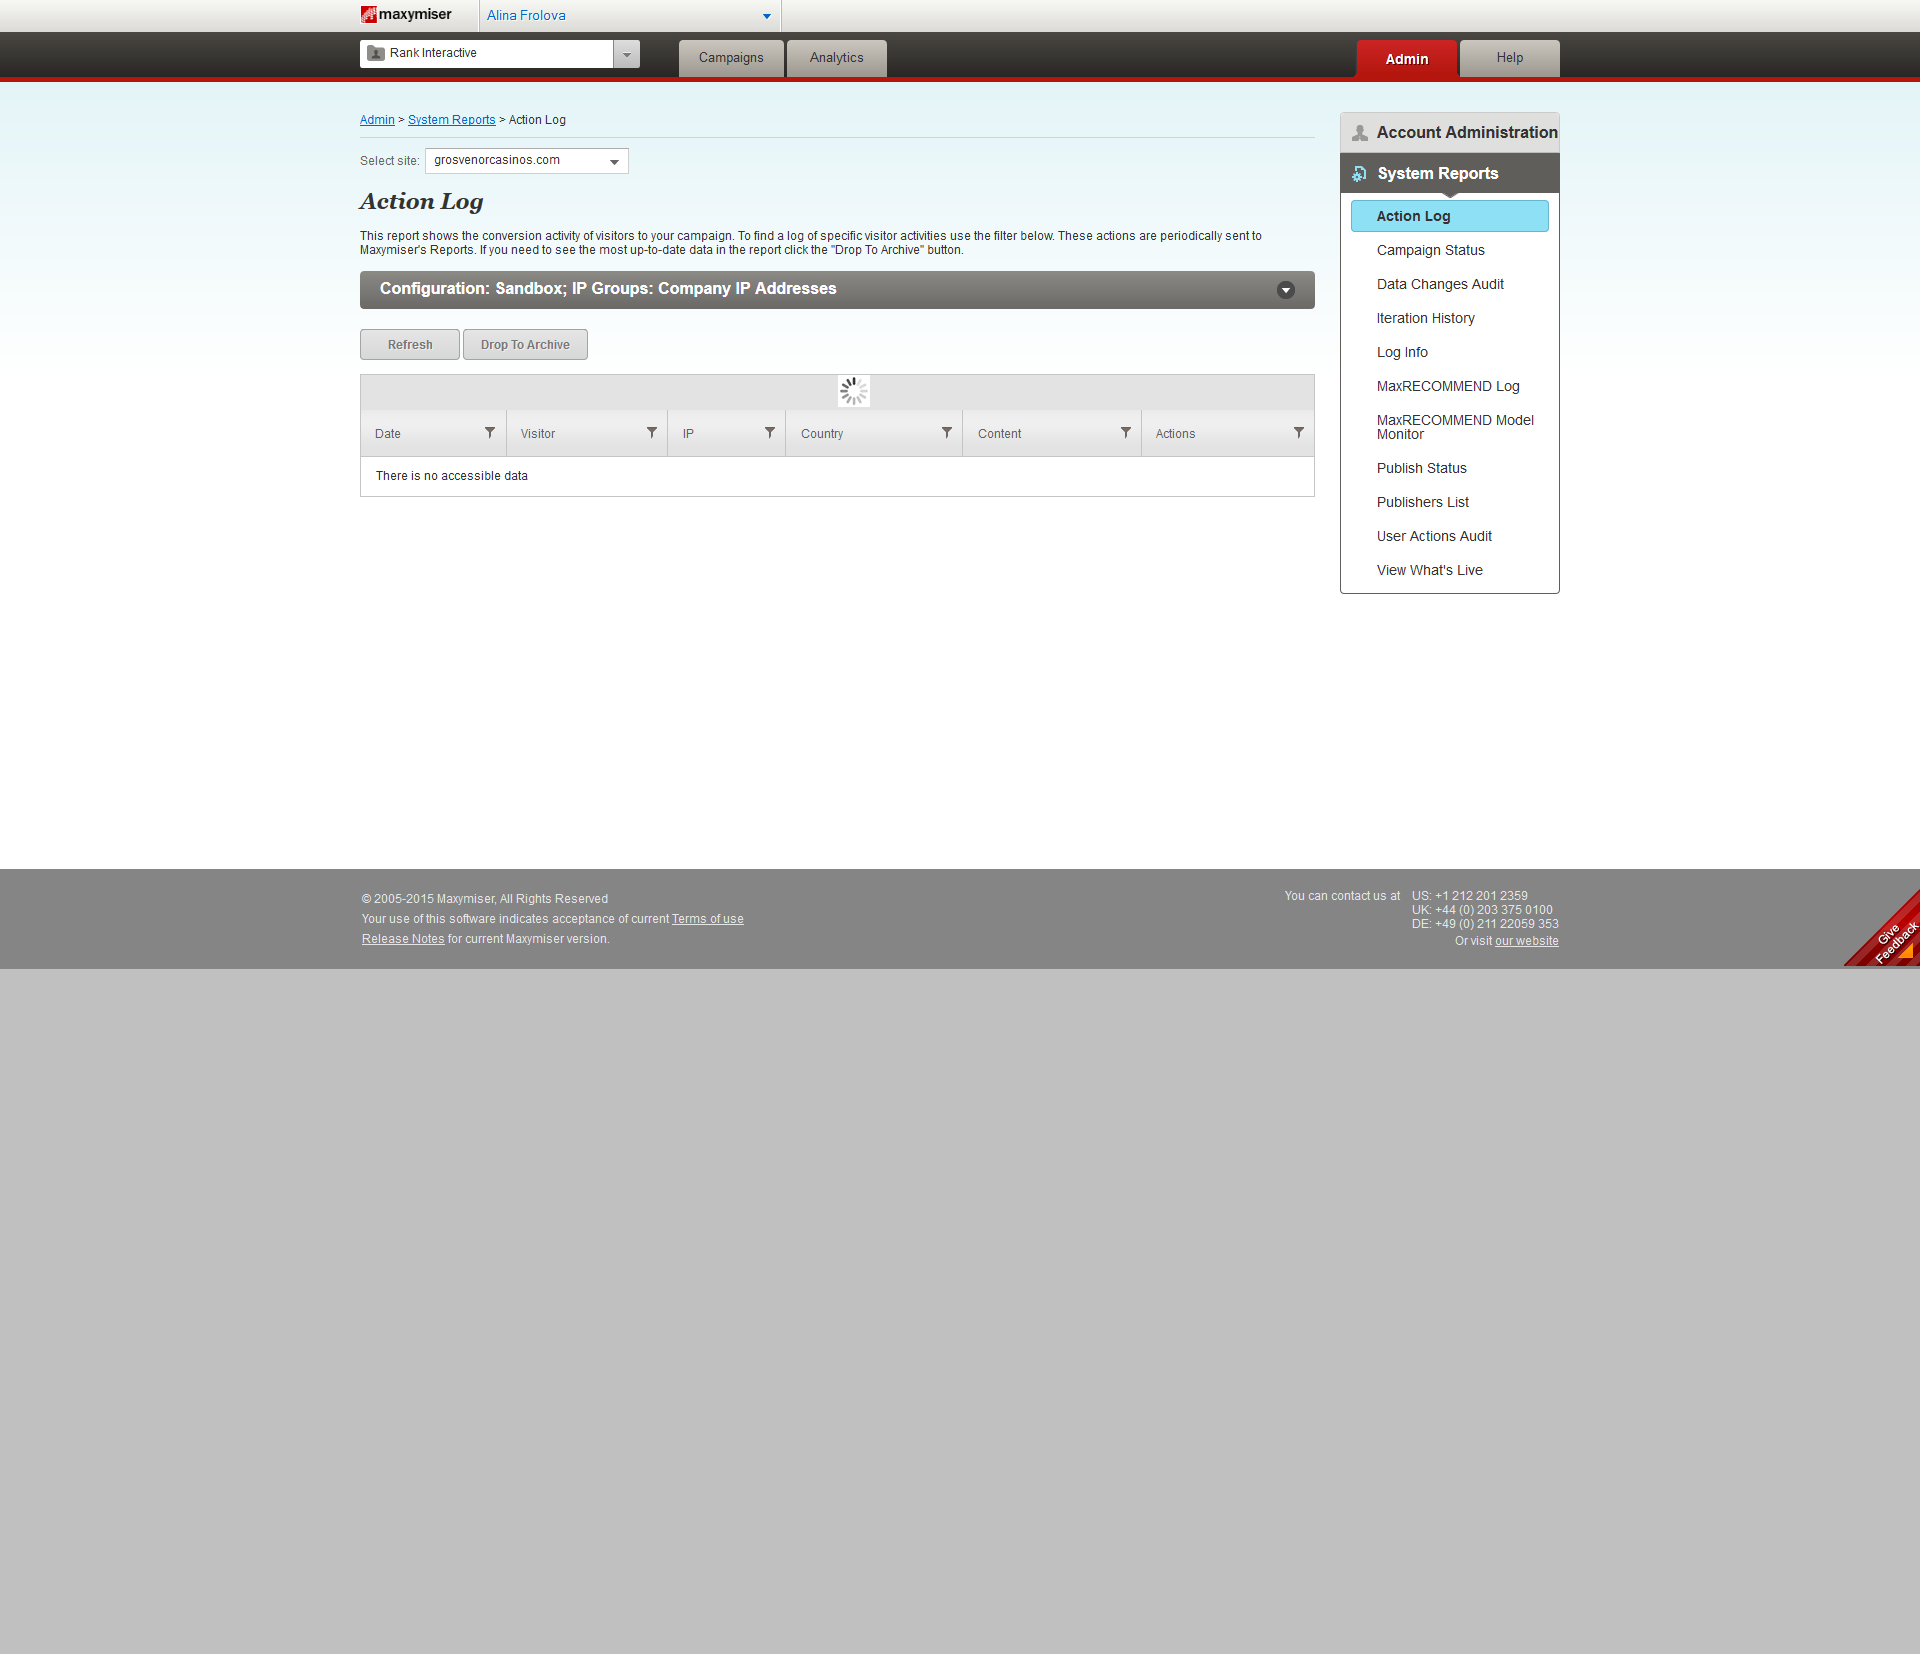 maxymiser
Alina Frolova
Rank Interactive
Campaigns
Analytics
Admin
Help
Admin > System Reports > Action Log
Select site: grosvenorcasinos.com
Action Log
This report shows the conversion activity of visitors to your campaign. To find a log of specific visitor activities use the filter below. These actions are periodically sent to
Maxymiser's Reports. If you need to see the most up-to-date data in the report click the "Drop To Archive" button.
Configuration: Sandbox; IP Groups: Company IP Addresses
Refresh
Drop To Archive
Date
Visitor
IP
Country
Content
Actions
There is no accessible data
Account Administration
System Reports
Action Log
Campaign Status
Data Changes Audit
Iteration History
Log Info
MaxRECOMMEND Log
MaxRECOMMEND Model
Monitor
Publish Status
Publishers List
User Actions Audit
View What's Live
© 2005-2015 Maxymiser, All Rights Reserved
Your use of this software indicates acceptance of current Terms of use
Release Notes for current Maxymiser version.
You can contact us at US: +1 212 201 2359
UK: +44 (0) 203 375 0100
DE: +49 (0) 211 22059 353
Or visit our website
Give
Feedback